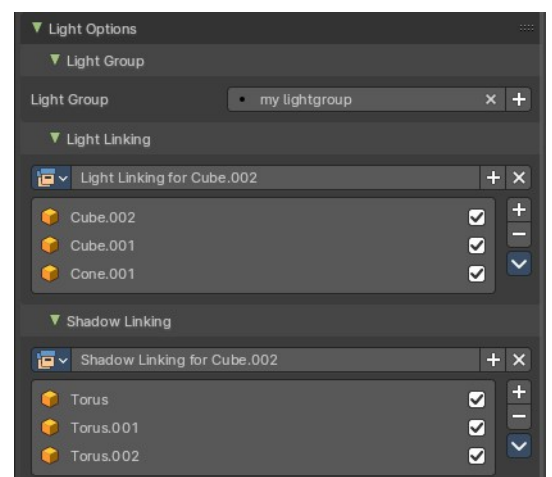 Light Options
Light Group
Light Group my lightgroup
Light Linking
Light Linking for Cube.002
Cube.002
Cube.001
Cone.001
Shadow Linking
Shadow Linking for Cube.002
Torus
Torus.001
Torus.002